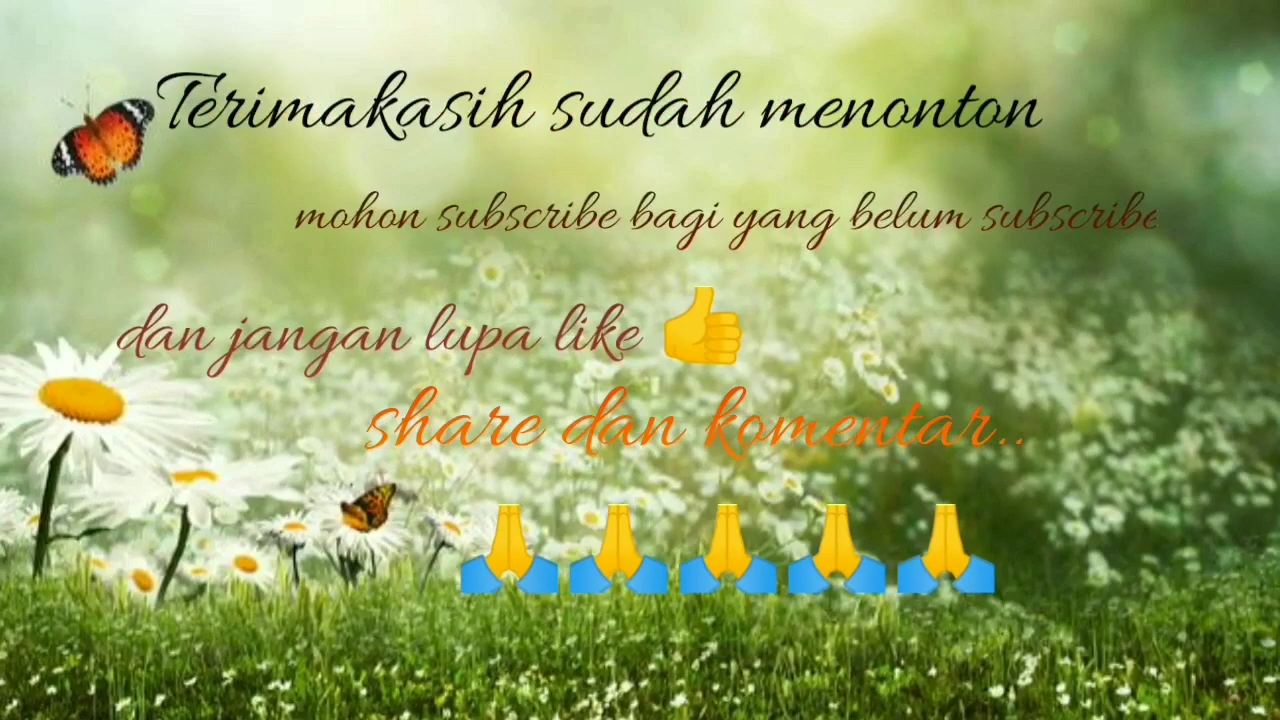 Terimakasih sudah menonton
mohon subscribe bagi yang belum subscribe
dan jangan lupa like 👍
share dan komentar..
🙏🙏🙏🙏🙏